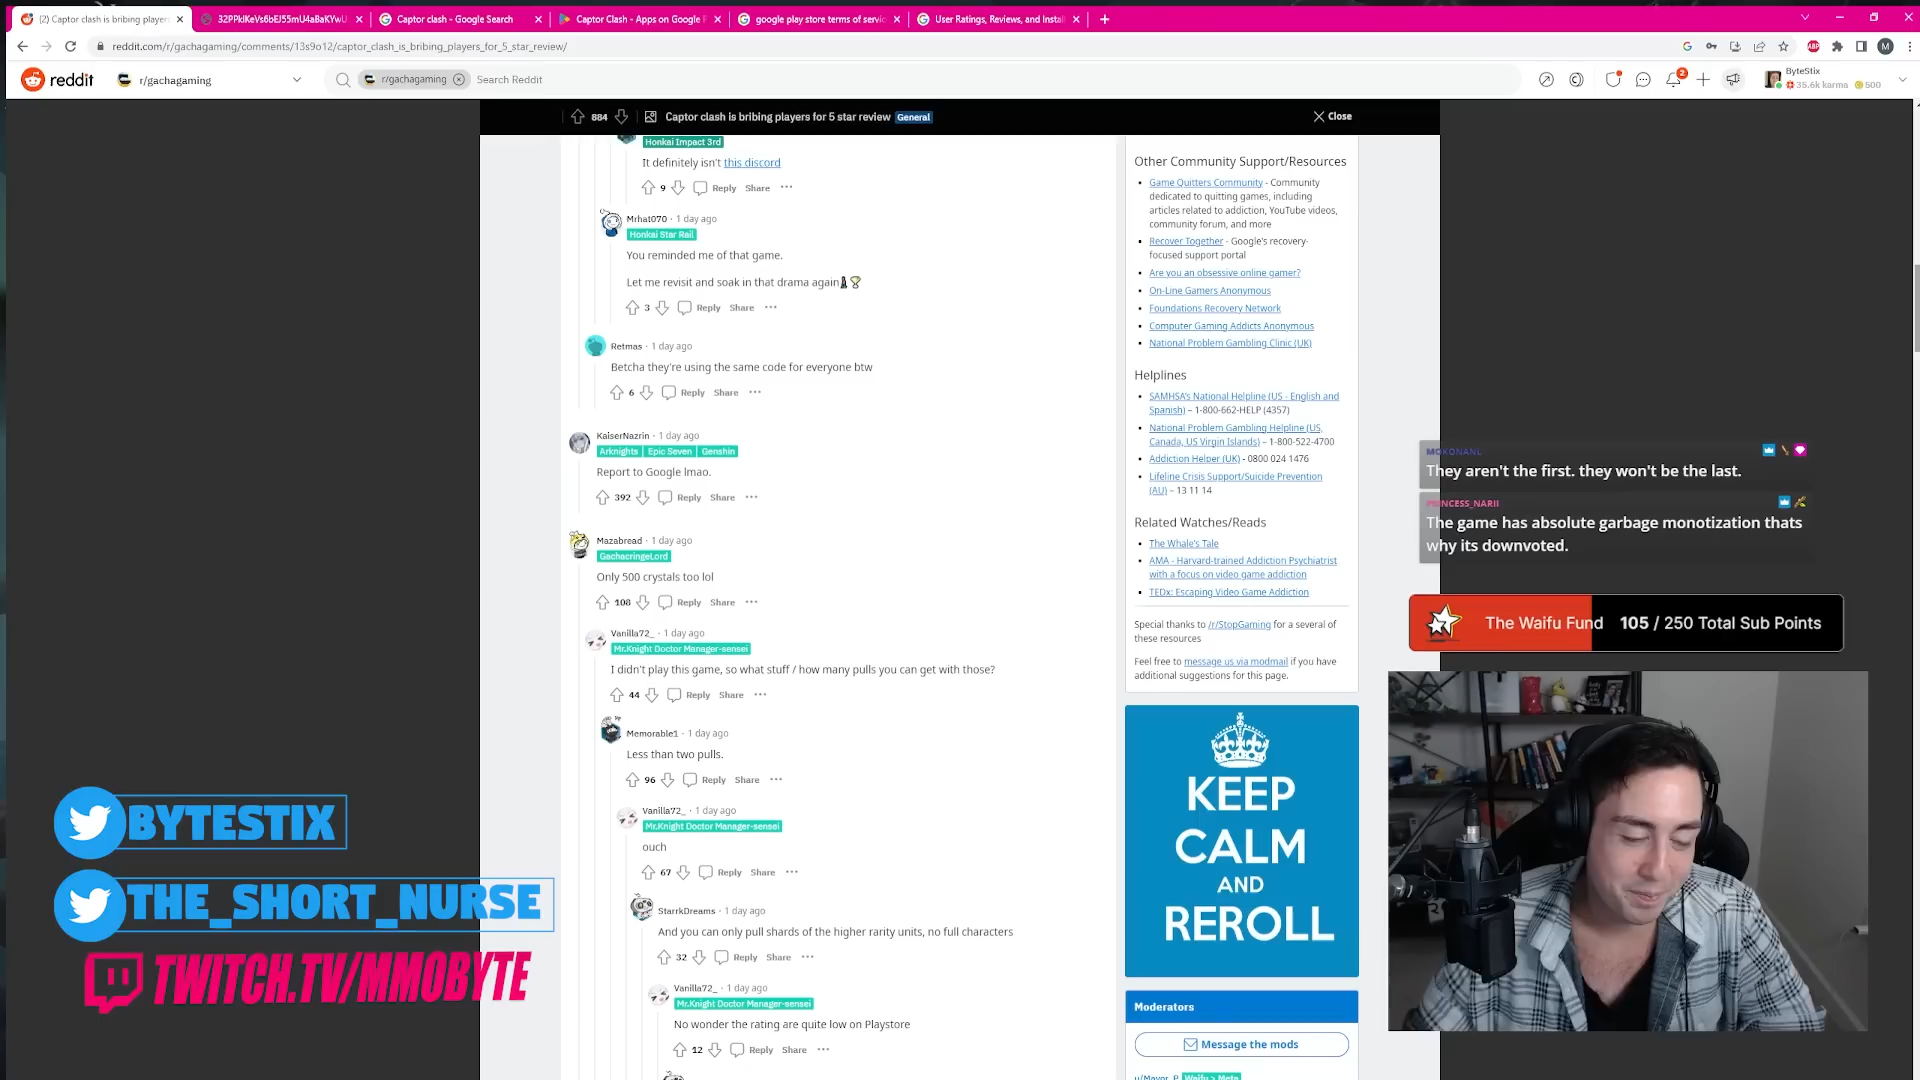 (2) Captor clash is bribing players
32PPldKeVs6bEJ55mU4aBaKYwU
Captor clash - Google Search
Captor Clash - Apps on Google P
google play store terms of servic
User Ratings, Reviews, and Install
reddit.com/r/gachagaming/comments/13s9o12/captor_clash_is_bribing_players_for_5_star_review/
ABP
M
reddit
r/gachagaming
r/gachagaming
Search Reddit
2
ByteStix
35.6k karma
500
884
Captor clash is bribing players for 5 star review
General
Close
Honkai Impact 3rd
It definitely isn't this discord
9 Reply Share ···
Mrhat070 · 1 day ago
Honkai Star Rail
You reminded me of that game.
Let me revisit and soak in that drama again
3 Reply Share ···
Retmas · 1 day ago
Betcha they're using the same code for everyone btw
6 Reply Share ···
KaiserNazrin · 1 day ago
Arknights | Epic Seven | Genshin
Report to Google lmao.
392 Reply Share ···
Mazabread · 1 day ago
GachacringeLord
Only 500 crystals too lol
108 Reply Share ···
Vanilla72_ · 1 day ago
Mr.Knight Doctor Manager-sensei
I didn't play this game, so what stuff / how many pulls you can get with those?
44 Reply Share ···
Memorable1 · 1 day ago
Less than two pulls.
96 Reply Share ···
Vanilla72_ · 1 day ago
Mr.Knight Doctor Manager-sensei
ouch
67 Reply Share ···
StarrkDreams · 1 day ago
And you can only pull shards of the higher rarity units, no full characters
32 Reply Share ···
Vanilla72_ · 1 day ago
Mr.Knight Doctor Manager-sensei
No wonder the rating are quite low on Playstore
12 Reply Share ···
Other Community Support/Resources
Game Quitters Community - Community
dedicated to quitting games, including
articles related to addiction, YouTube videos,
community forum, and more
Recover Together - Google's recovery-
focused support portal
Are you an obsessive online gamer?
On-Line Gamers Anonymous
Foundations Recovery Network
Computer Gaming Addicts Anonymous
National Problem Gambling Clinic (UK)
Helplines
SAMHSA's National Helpline (US - English and
Spanish) – 1-800-662-HELP (4357)
National Problem Gambling Helpline (US,
Canada, US Virgin Islands) – 1-800-522-4700
Addiction Helper (UK) - 0800 024 1476
Lifeline Crisis Support/Suicide Prevention
(AU) – 13 11 14
Related Watches/Reads
The Whale's Tale
AMA - Harvard-trained Addiction Psychiatrist
with a focus on video game addiction
TEDx: Escaping Video Game Addiction
Special thanks to /r/StopGaming for a several of
these resources
Feel free to message us via modmail if you have
additional suggestions for this page.
KEEP
CALM
AND
REROLL
Moderators
Message the mods
u/Mayor_P Waifu > Meta
MOKONANL
They aren't the first. they won't be the last.
PRINCESS_NARII
The game has absolute garbage monotization thats
why its downvoted.
The Waifu Fund 105 / 250 Total Sub Points
BYTESTIX
THE_SHORT_NURSE
TWITCH.TV/MMOBYTE